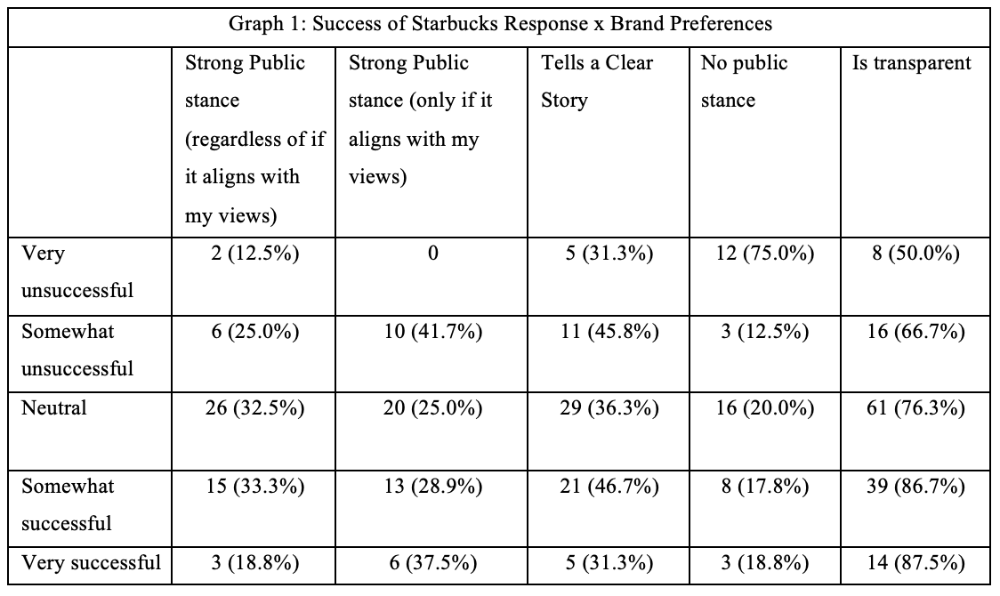 Graph 1: Success of Starbucks Response x Brand Preferences
Strong Public stance (regardless of if it aligns with my views)
Strong Public stance (only if it aligns with my views)
Tells a Clear Story
No public stance
Is transparent
Very unsuccessful
2 (12.5%)
0
5 (31.3%)
12 (75.0%)
8 (50.0%)
Somewhat unsuccessful
6 (25.0%)
10 (41.7%)
11 (45.8%)
3 (12.5%)
16 (66.7%)
Neutral
26 (32.5%)
20 (25.0%)
29 (36.3%)
16 (20.0%)
61 (76.3%)
Somewhat successful
15 (33.3%)
13 (28.9%)
21 (46.7%)
8 (17.8%)
39 (86.7%)
Very successful
3 (18.8%)
6 (37.5%)
5 (31.3%)
3 (18.8%)
14 (87.5%)